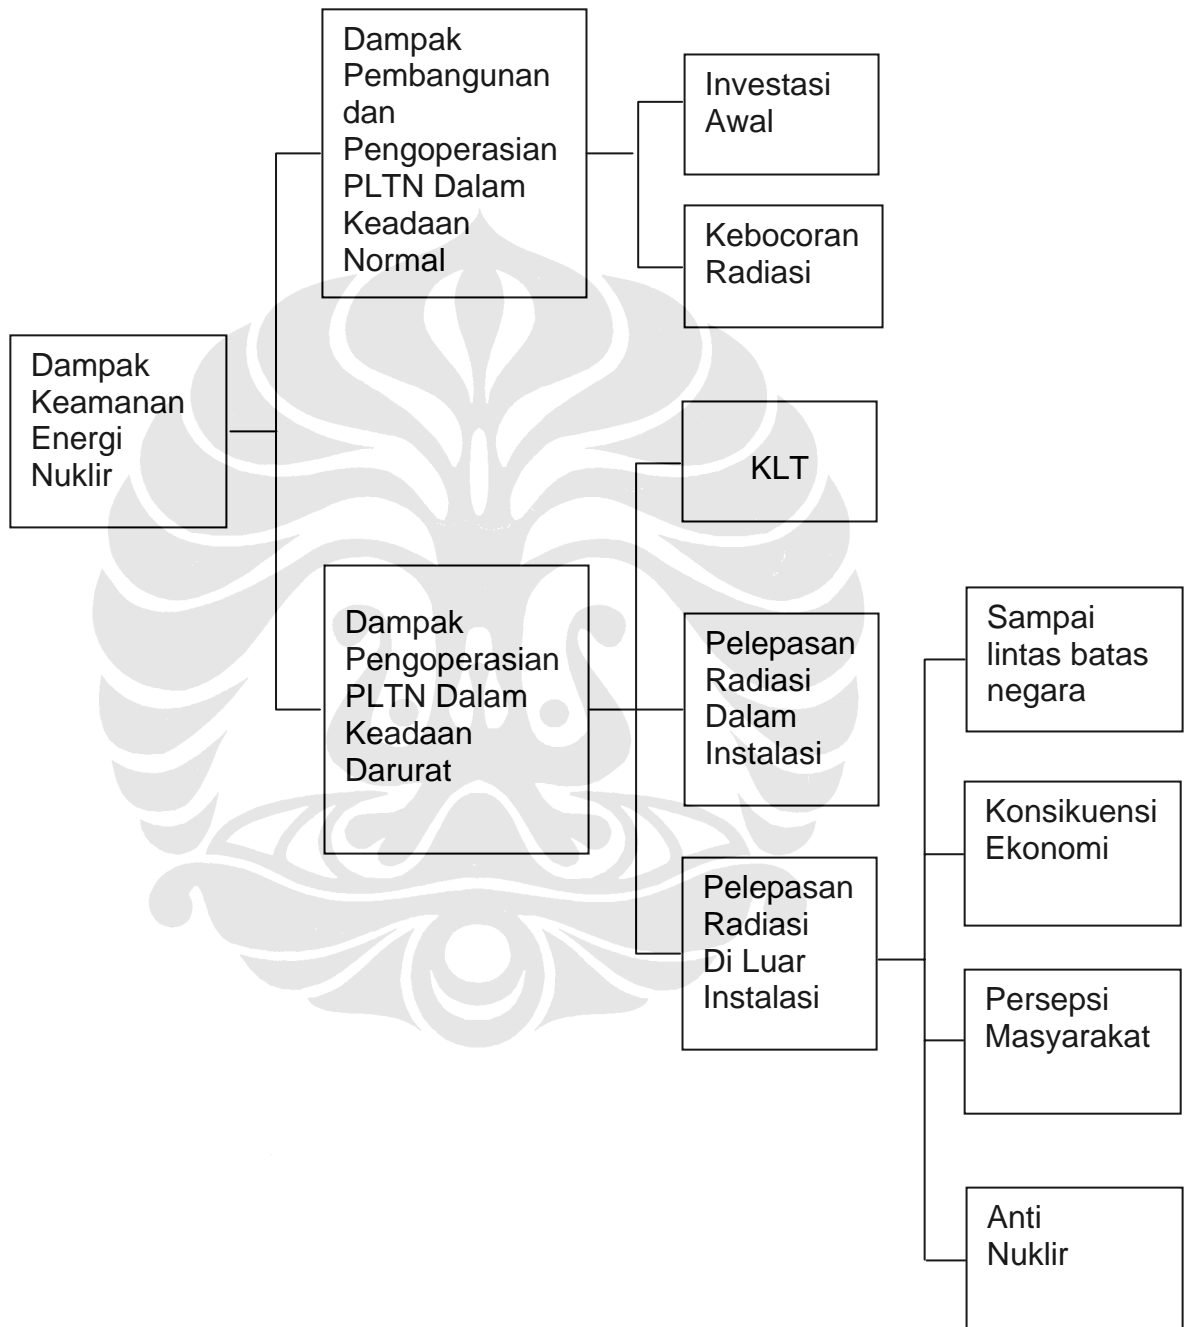 Dampak
Pembangunan
dan
Pengoperasian
PLTN Dalam
Keadaan
Normal
Investasi
Awal
Kebocoran
Radiasi
Dampak
Keamanan
Energi
Nuklir
KLT
Dampak
Pengoperasian
PLTN Dalam
Keadaan
Darurat
Pelepasan
Radiasi
Dalam
Instalasi
Pelepasan
Radiasi
Di Luar
Instalasi
Sampai
lintas batas
negara
Konsikuensi
Ekonomi
Persepsi
Masyarakat
Anti
Nuklir